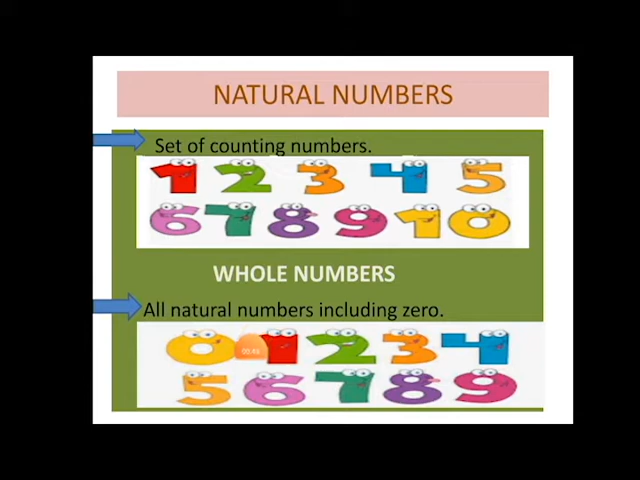 NATURAL NUMBERS
Set of counting numbers.
1 2 3 4 5
6 7 8 9 10
WHOLE NUMBERS
All natural numbers including zero.
0 1 2 3 4
5 6 7 8 9